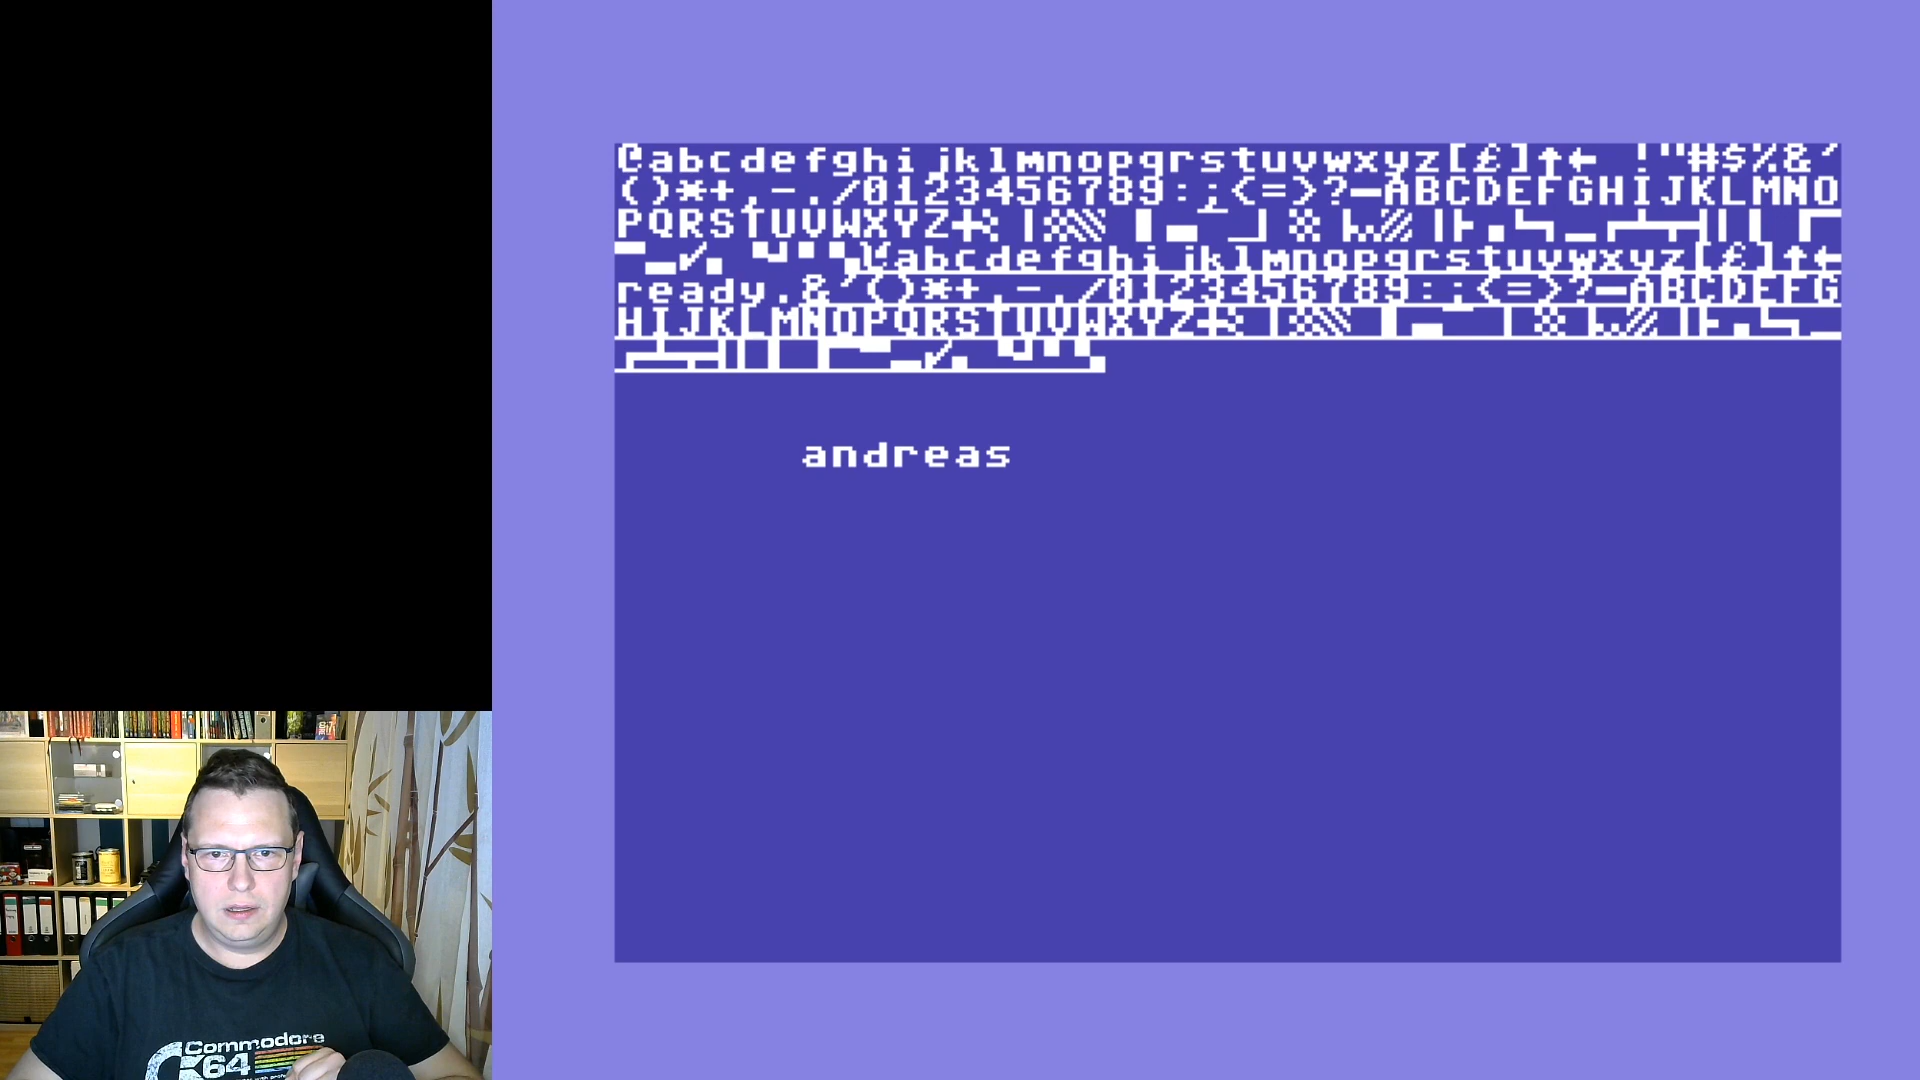 @abcdefghijklmnopqrstuvwxyz[£]↑← !"#$%&'
()*+,-./0123456789:;<=>?─ABCDEFGHIJKLMNO
PQRSTUVWXYZ
@abcdefghijklmnopqrstuvwxyz[£]↑←
ready.&'()*+,-./0123456789:;<=>?─ABCDEFG
HIJKLMNOPQRSTUVWXYZ
andreas
Commodore
64